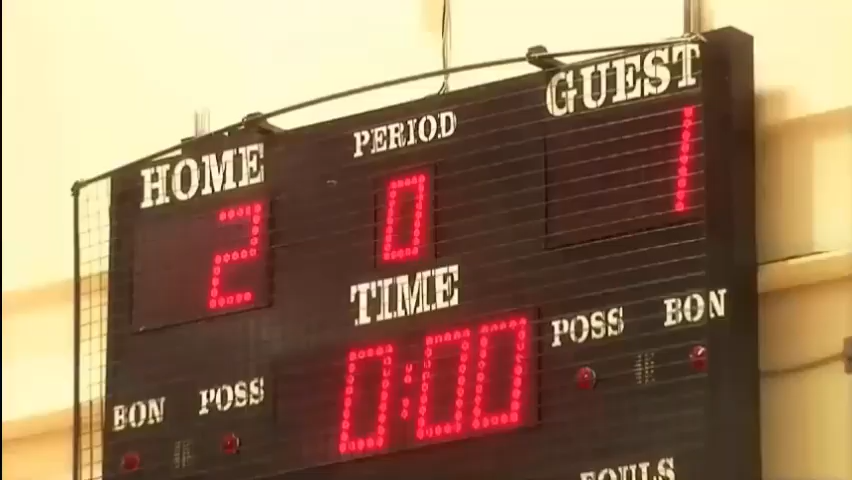 HOME PERIOD GUEST
2 0 1
TIME
0:00
BON POSS POSS BON
FOULS